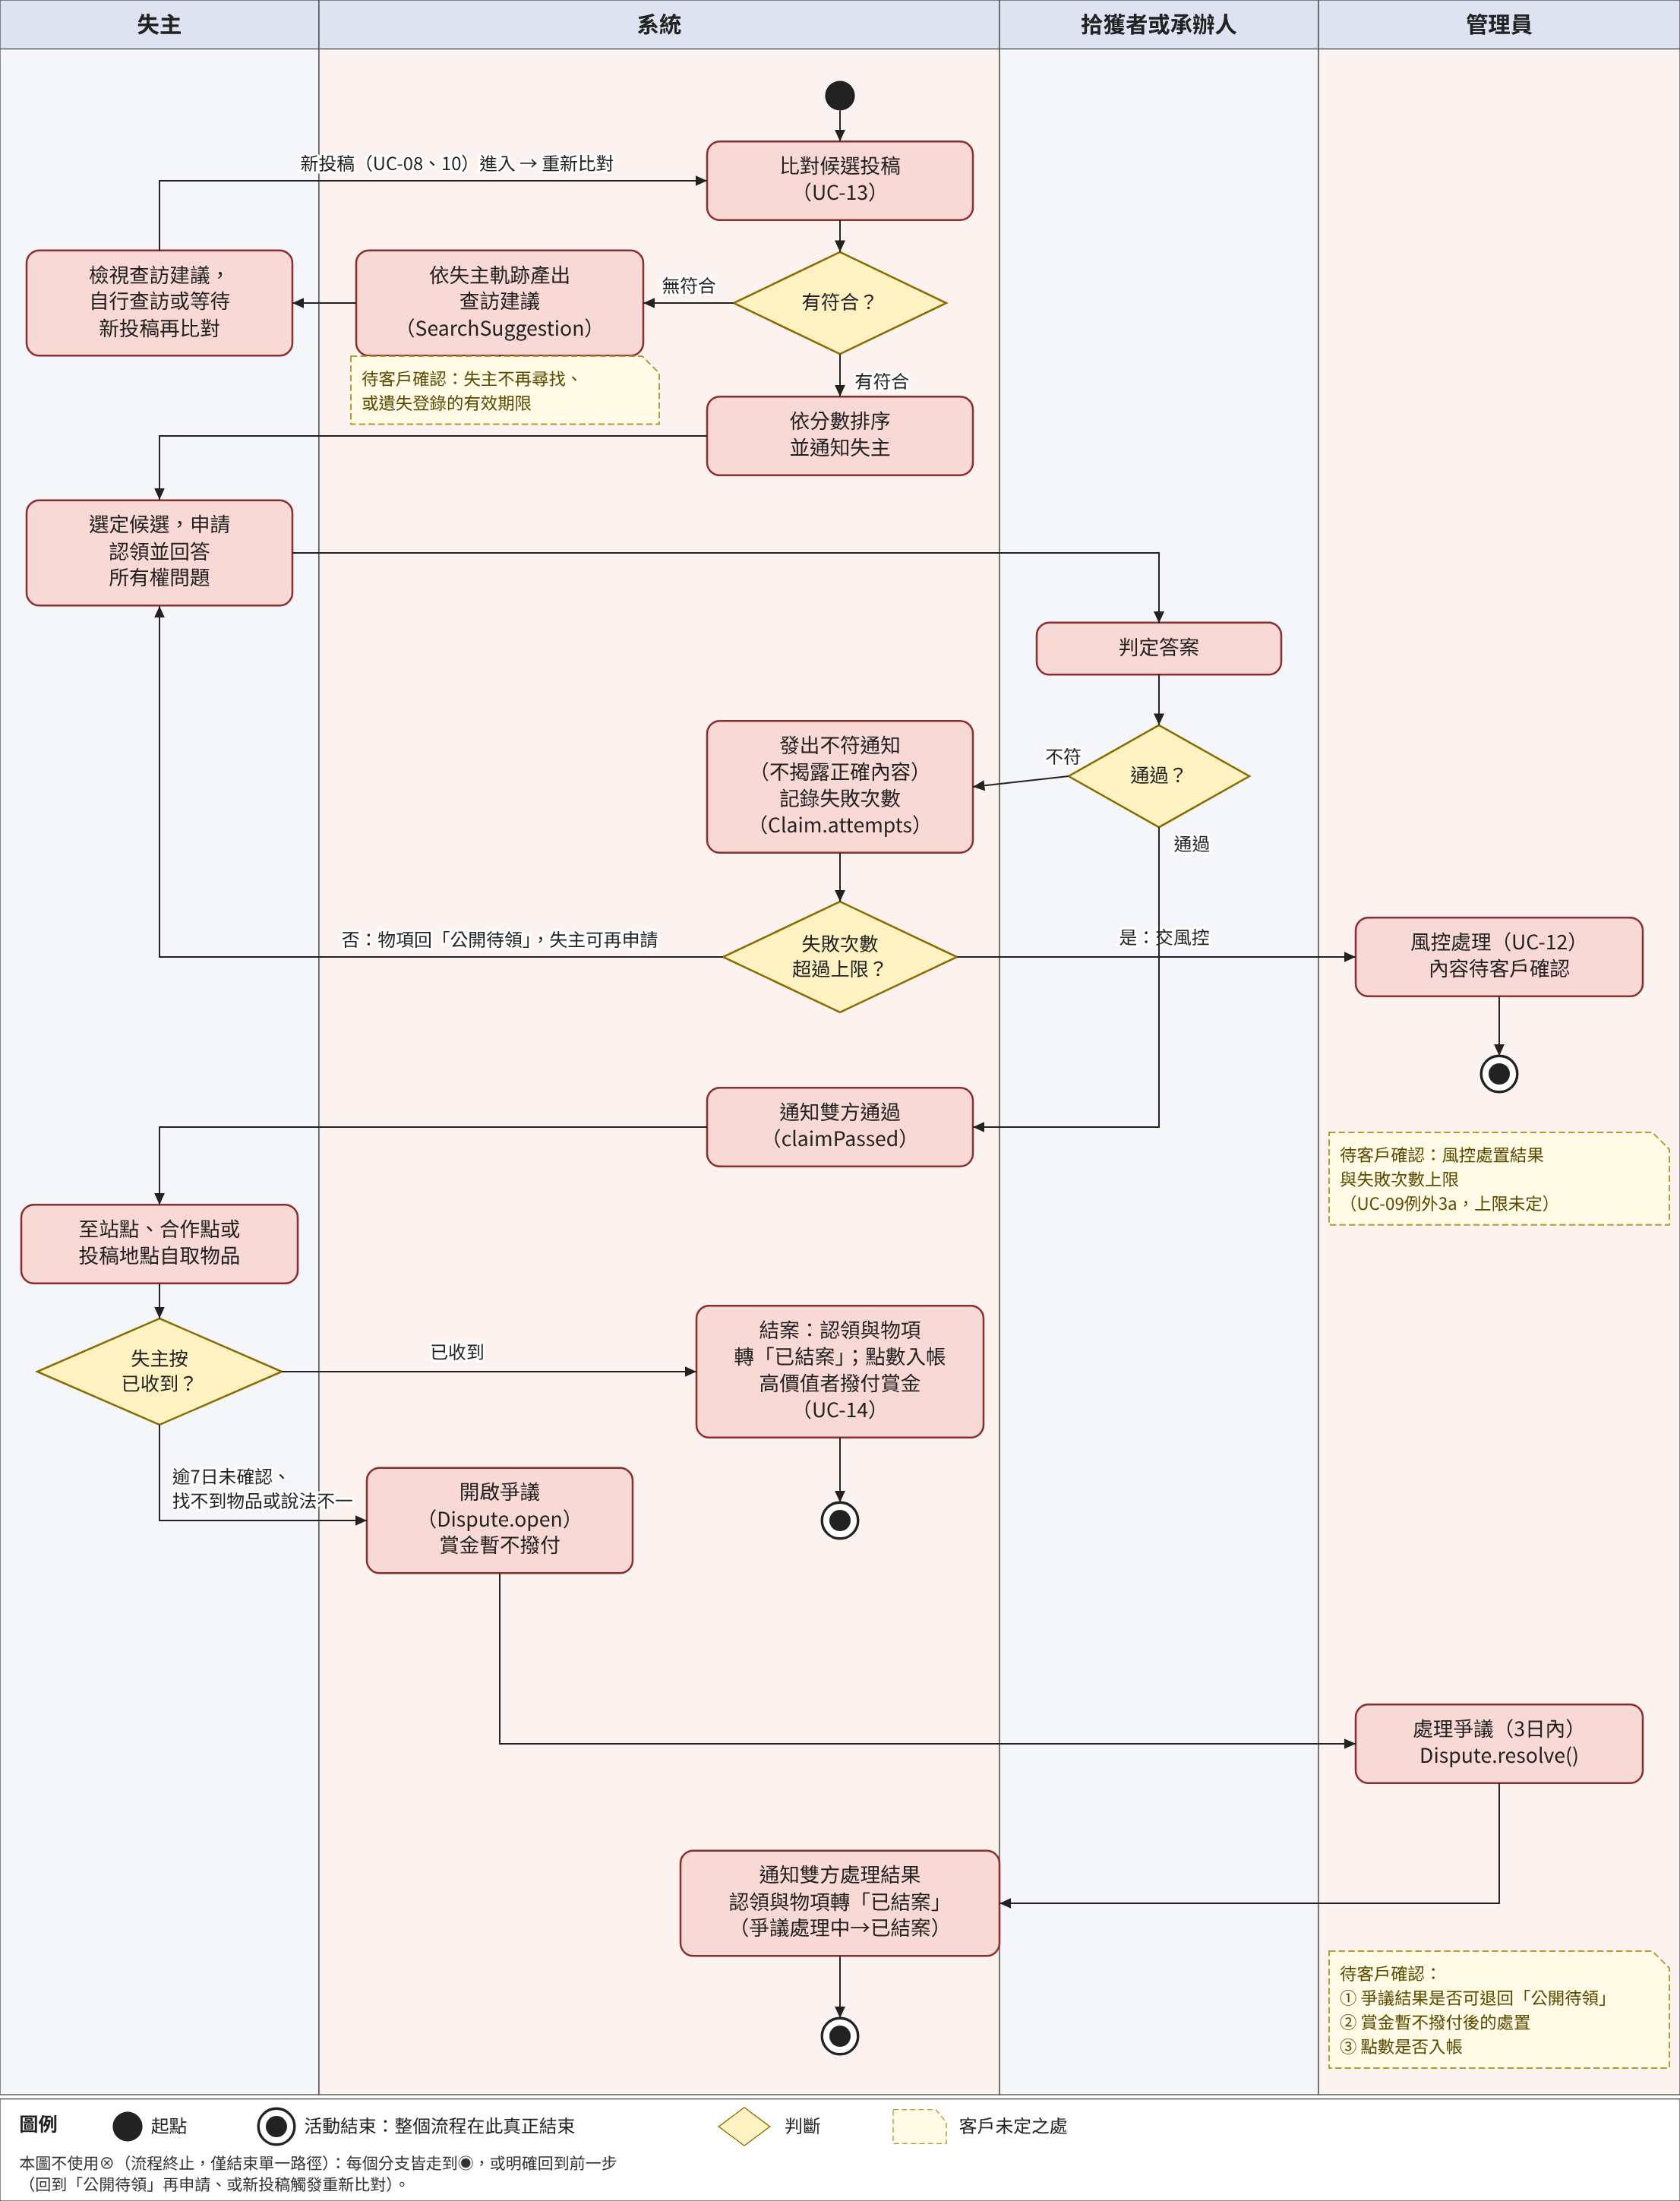 失主
系統
拾獲者或承辦人
管理員
比對候選投稿
（UC-13）
新投稿（UC-08、10）進入 → 重新比對
檢視查訪建議，
自行查訪或等待
新投稿再比對
依失主軌跡產出
查訪建議
（SearchSuggestion）
無符合
有符合？
有符合
待客戶確認：失主不再尋找、
或遺失登錄的有效期限
依分數排序
並通知失主
選定候選，申請
認領並回答
所有權問題
判定答案
發出不符通知
（不揭露正確內容）
記錄失敗次數
（Claim.attempts）
不符
通過？
通過
否：物項回「公開待領」，失主可再申請
失敗次數
超過上限？
是：交風控
風控處理（UC-12）
內容待客戶確認
通知雙方通過
（claimPassed）
待客戶確認：風控處置結果
與失敗次數上限
（UC-09例外3a，上限未定）
至站點、合作點或
投稿地點自取物品
失主按
已收到？
已收到
結案：認領與物項
轉「已結案」；點數入帳
高價值者撥付賞金
（UC-14）
逾7日未確認、
找不到物品或說法不一
開啟爭議
（Dispute.open）
賞金暫不撥付
處理爭議（3日內）
Dispute.resolve()
通知雙方處理結果
認領與物項轉「已結案」
（爭議處理中→已結案）
待客戶確認：
① 爭議結果是否可退回「公開待領」
② 賞金暫不撥付後的處置
③ 點數是否入帳
圖例
起點
活動結束：整個流程在此真正結束
判斷
客戶未定之處
本圖不使用⊗（流程終止，僅結束單一路徑）：每個分支皆走到◉，或明確回到前一步
（回到「公開待領」再申請、或新投稿觸發重新比對）。